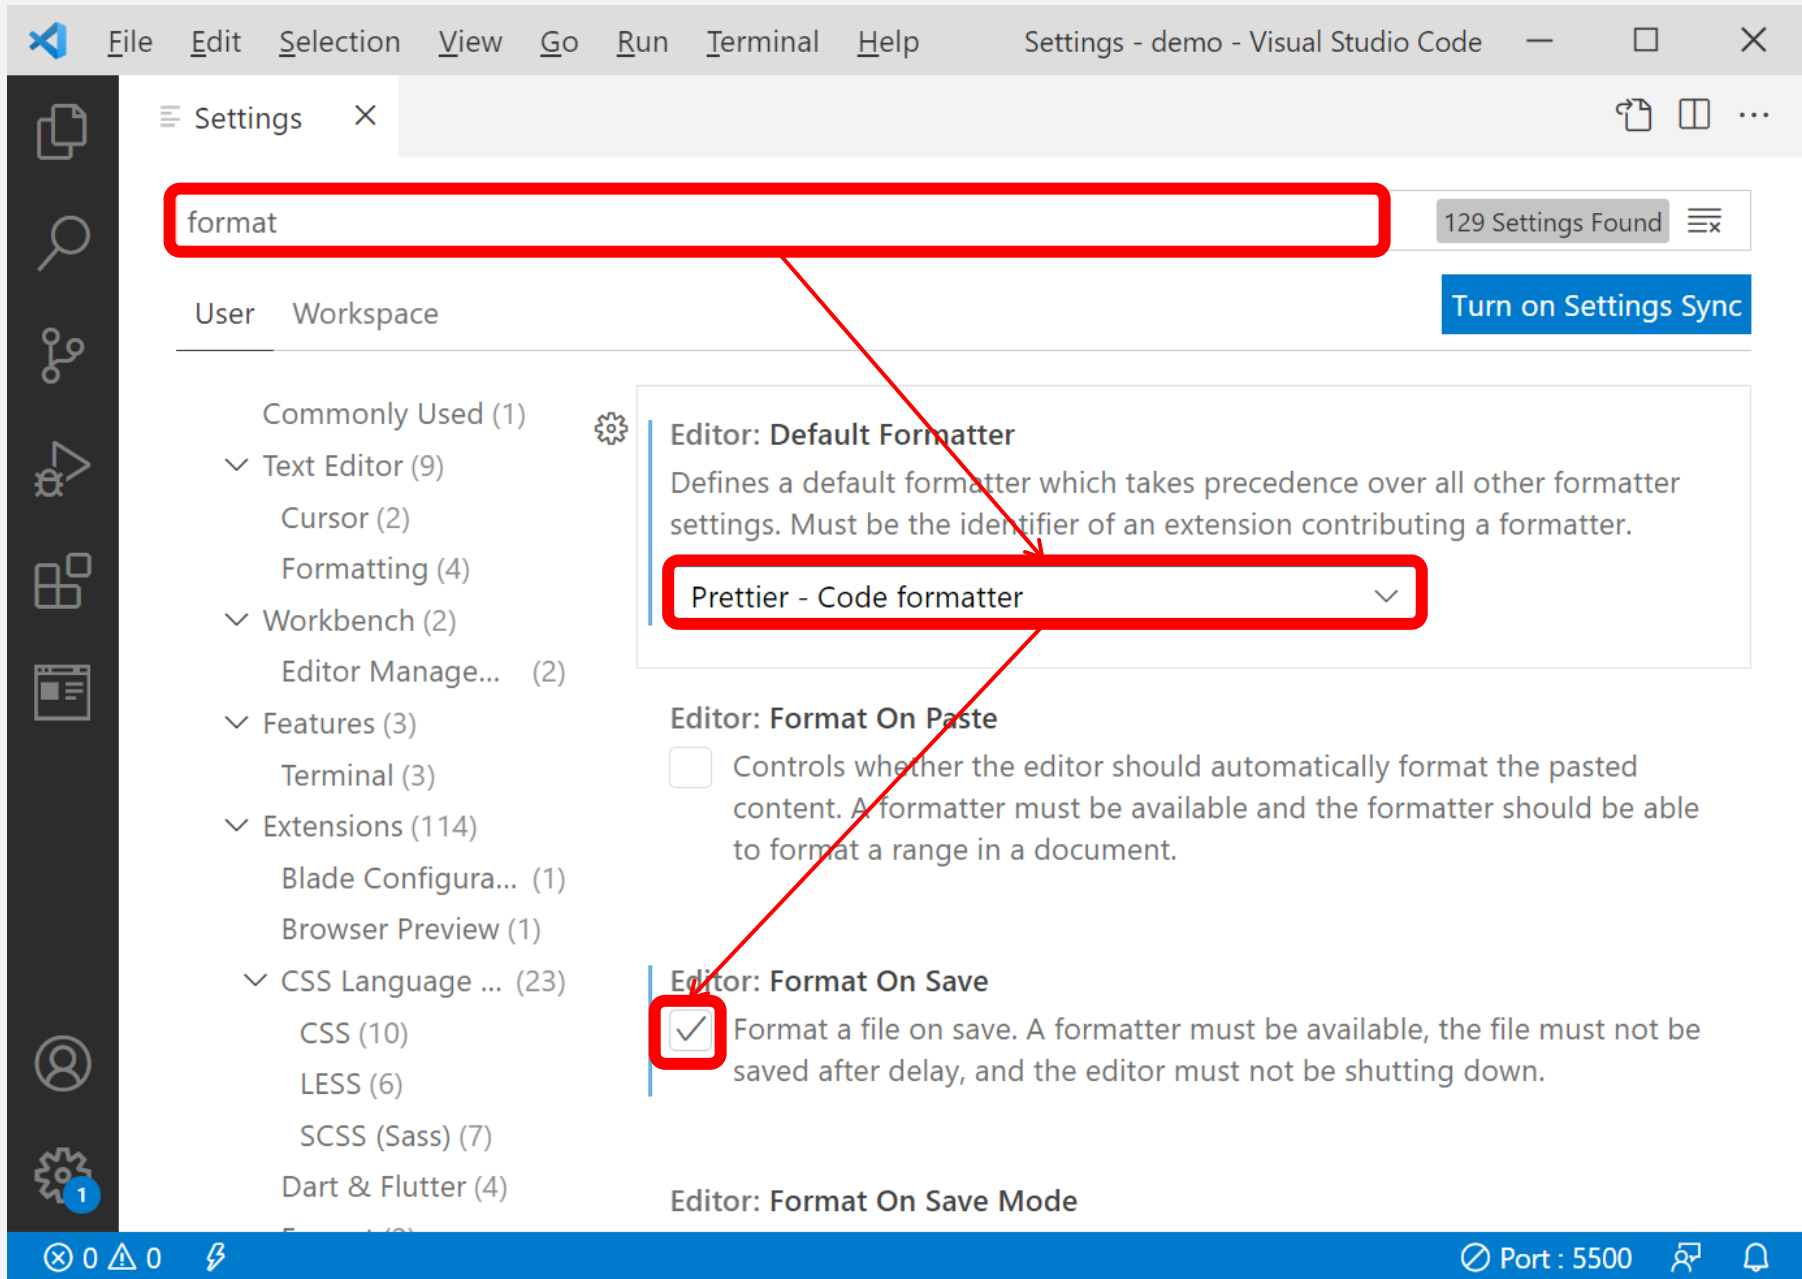 File Edit Selection View Go Run Terminal Help Settings - demo - Visual Studio Code
Settings
format
129 Settings Found
User Workspace
Turn on Settings Sync
Commonly Used (1)
Text Editor (9)
Cursor (2)
Formatting (4)
Workbench (2)
Editor Manage... (2)
Features (3)
Terminal (3)
Extensions (114)
Blade Configura... (1)
Browser Preview (1)
CSS Language ... (23)
CSS (10)
LESS (6)
SCSS (Sass) (7)
Dart & Flutter (4)
Editor: Default Formatter
Defines a default formatter which takes precedence over all other formatter
settings. Must be the identifier of an extension contributing a formatter.
Prettier - Code formatter
Editor: Format On Paste
Controls whether the editor should automatically format the pasted
content. A formatter must be available and the formatter should be able
to format a range in a document.
Editor: Format On Save
Format a file on save. A formatter must be available, the file must not be
saved after delay, and the editor must not be shutting down.
Editor: Format On Save Mode
1
0 0
Port : 5500